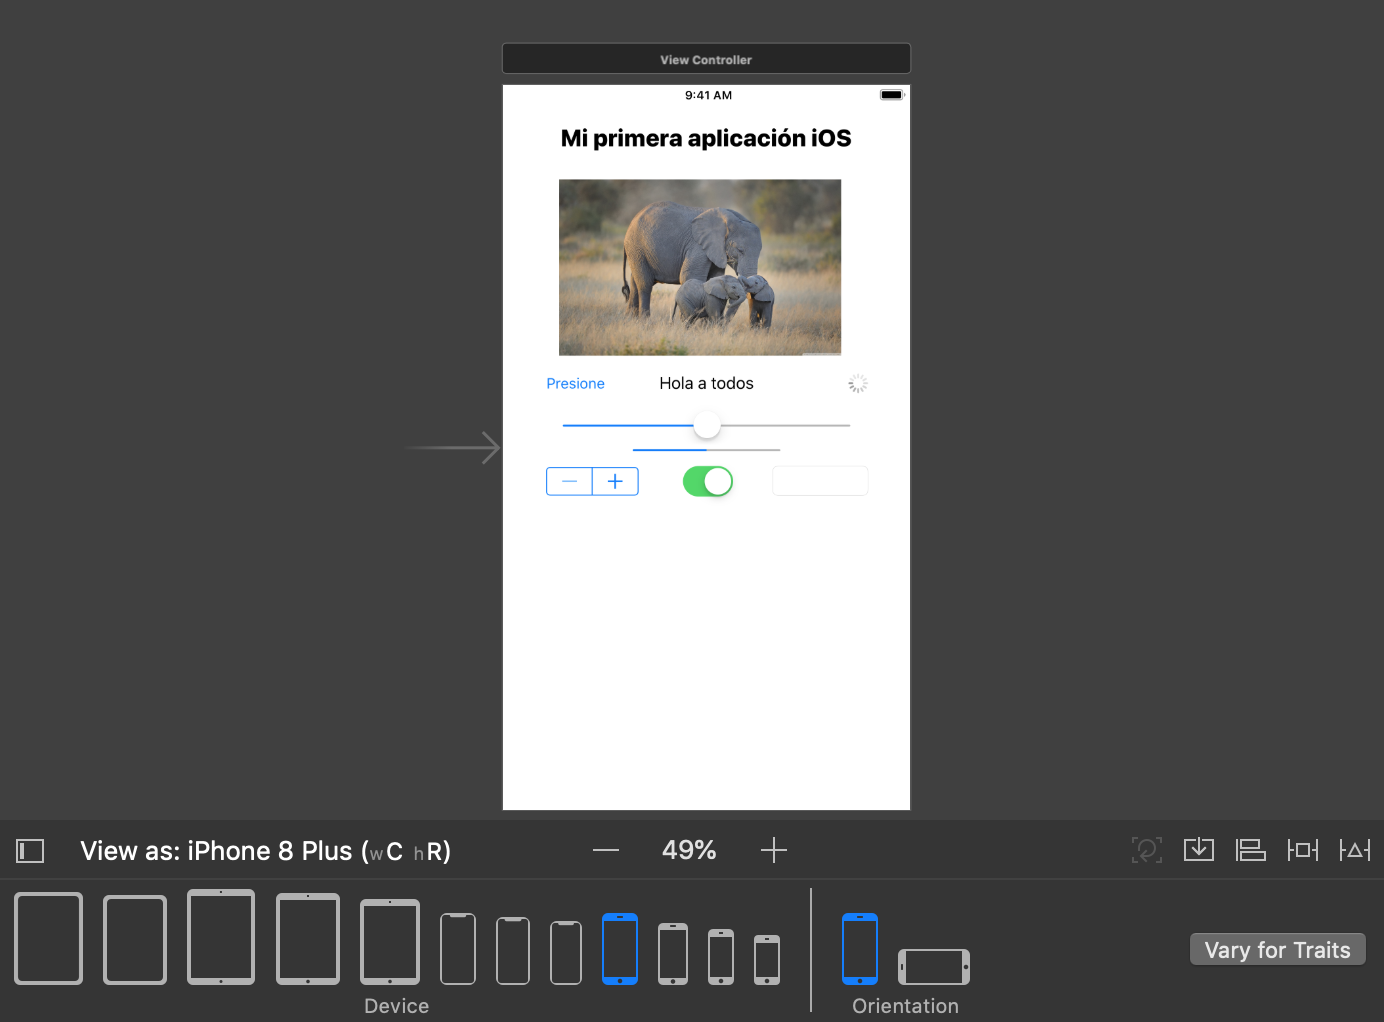 View Controller
9:41 AM
Mi primera aplicación iOS
Presione
Hola a todos
View as: iPhone 8 Plus (wC hR)
49%
Device
Orientation
Vary for Traits